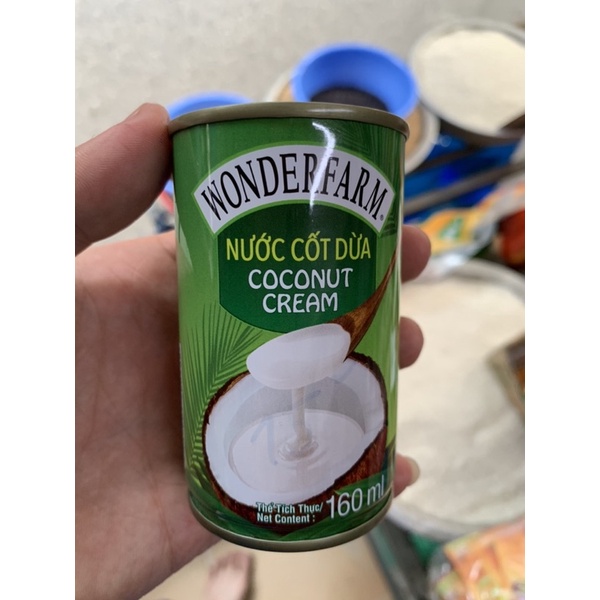 WONDERFARM®
NƯỚC CỐT DỪA
COCONUT
CREAM
Thể Tích Thực/
Net Content :
160 ml